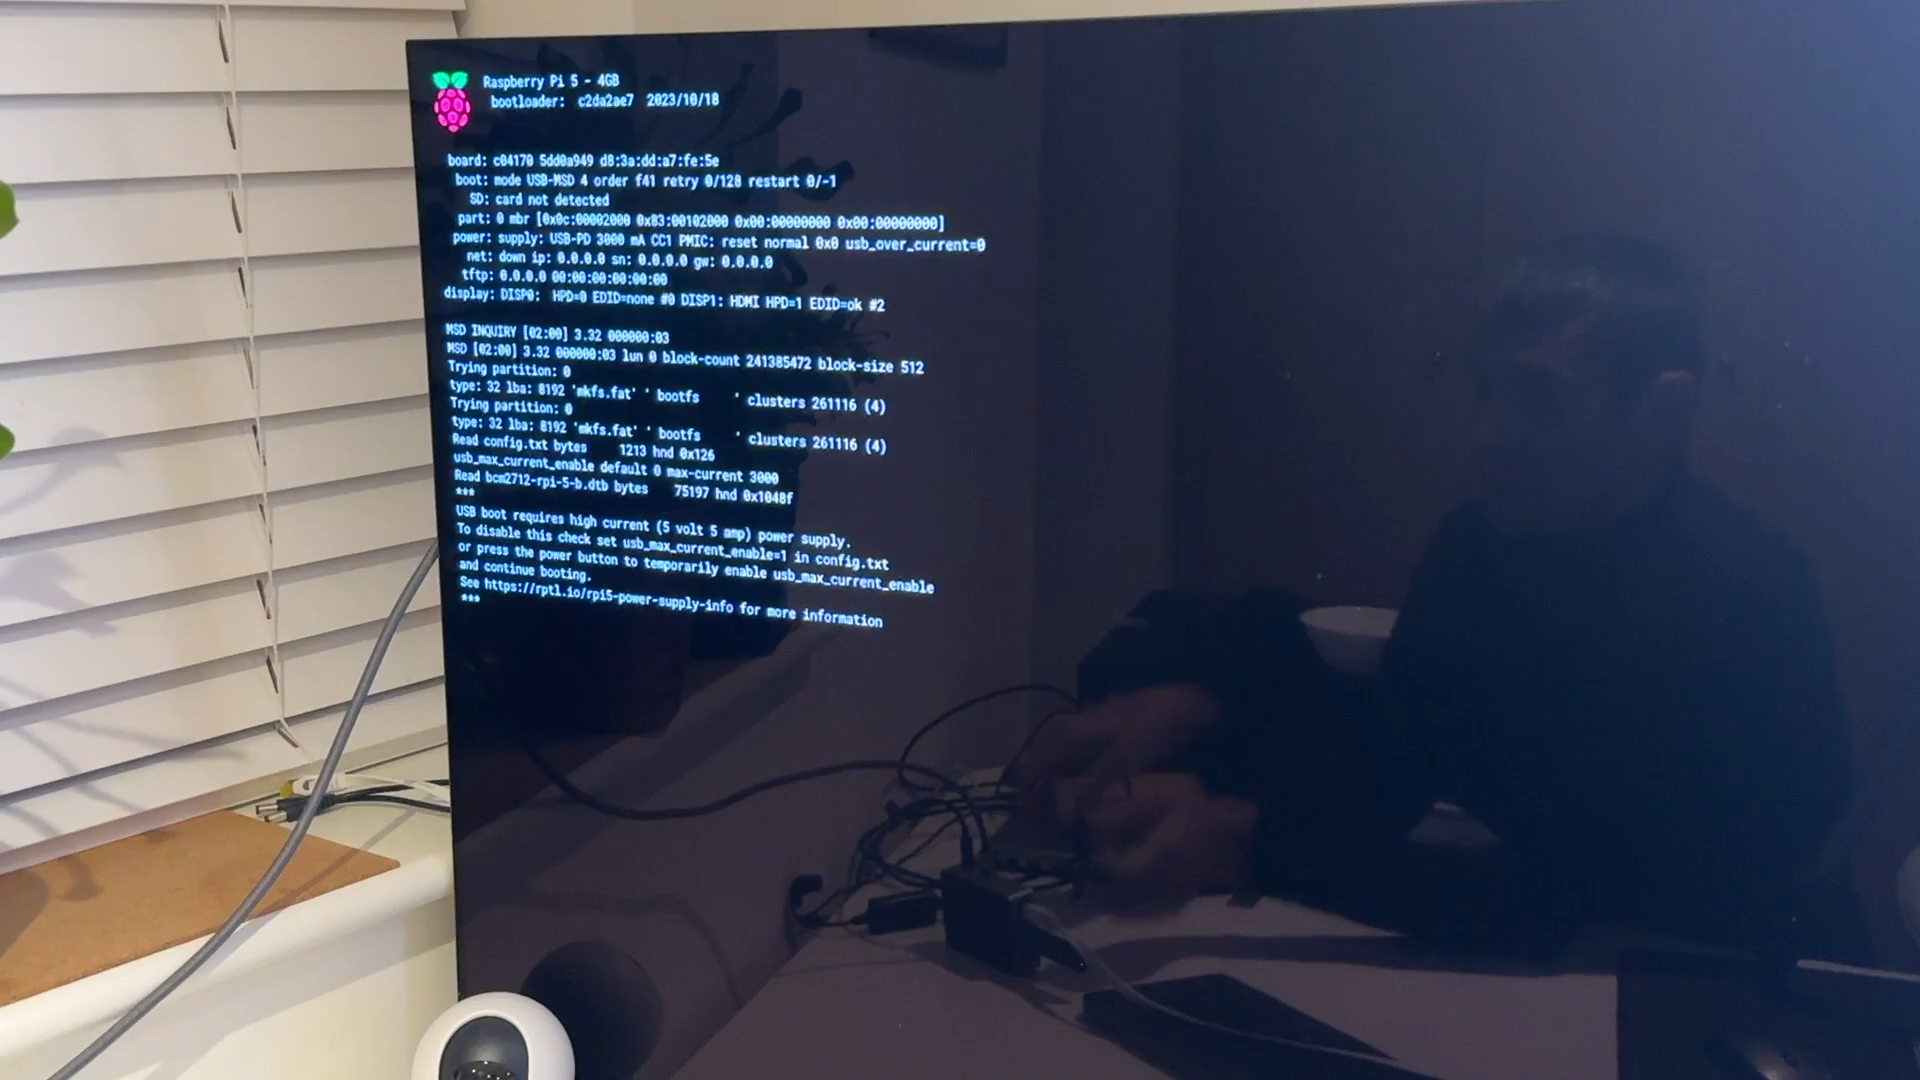 Raspberry Pi 5 - 4GB
bootloader: c2da2ae7 2023/10/18
board: c04170 5dd0a949 d8:3a:dd:a7:fe:5e
boot: mode USB-MSD 4 order f41 retry 0/128 restart 0/-1
SD: card not detected
part: 0 mbr [0x0c:00002000 0x83:00102000 0x00:00000000 0x00:00000000]
power: supply: USB-PD 3000 mA CC1 PMIC: reset normal 0x0 usb_over_current=0
net: down ip: 0.0.0.0 sn: 0.0.0.0 gw: 0.0.0.0
tftp: 0.0.0.0 00:00:00:00:00:00
display: DISP0: HPD=0 EDID=none #0 DISP1: HDMI HPD=1 EDID=ok #2
MSD INQUIRY [02:00] 3.32 000000:03
MSD [02:00] 3.32 000000:03 lun 0 block-count 241385472 block-size 512
Trying partition: 0
type: 32 lba: 8192 'mkfs.fat' ' bootfs ' clusters 261116 (4)
Trying partition: 0
type: 32 lba: 8192 'mkfs.fat' ' bootfs ' clusters 261116 (4)
Read config.txt bytes 1213 hnd 0x126
usb_max_current_enable default 0 max-current 3000
Read bcm2712-rpi-5-b.dtb bytes 75197 hnd 0x1048f
***
USB boot requires high current (5 volt 5 amp) power supply.
To disable this check set usb_max_current_enable=1 in config.txt
or press the power button to temporarily enable usb_max_current_enable
and continue booting.
See https://rptl.io/rpi5-power-supply-info for more information
***